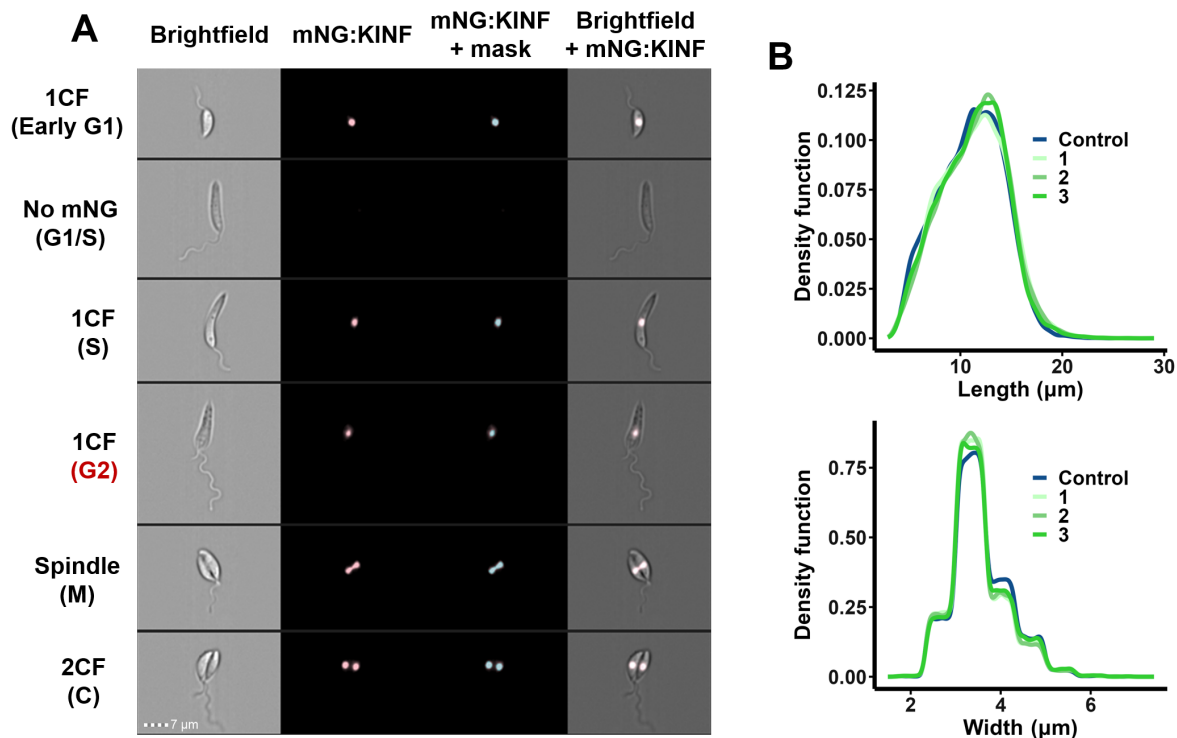 A
Brightfield
mNG:KINF
mNG:KINF
+ mask
Brightfield
+ mNG:KINF
1CF
(Early G1)
No mNG
(G1/S)
1CF
(S)
1CF
(G2)
Spindle
(M)
2CF
(C)
7 µm
B
Density function
0.125
0.100
0.075
0.050
0.025
0.000
Control
1
2
3
10
20
30
Length (µm)
Density function
0.75
0.50
0.25
0.00
Control
1
2
3
2
4
6
Width (µm)